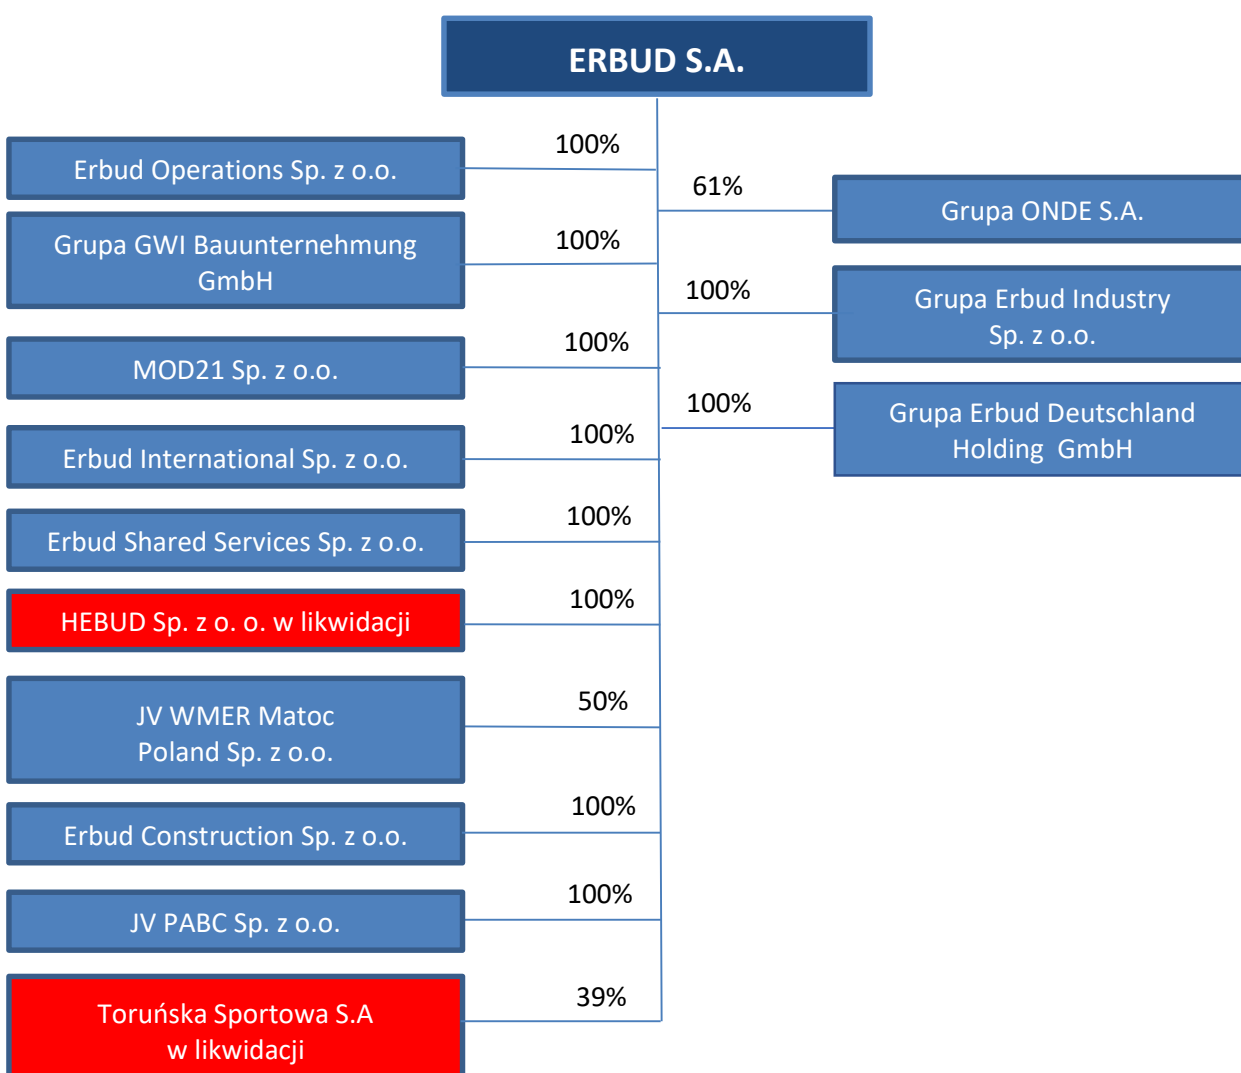 ERBUD S.A.
100%
Erbud Operations Sp. z o.o.
61%
Grupa ONDE S.A.
100%
Grupa GWI Bauunternehmung
GmbH
100%
Grupa Erbud Industry
Sp. z o.o.
100%
MOD21 Sp. z o.o.
100%
Grupa Erbud Deutschland
Holding GmbH
100%
Erbud International Sp. z o.o.
100%
Erbud Shared Services Sp. z o.o.
100%
HEBUD Sp. z o. o. w likwidacji
50%
JV WMER Matoc
Poland Sp. z o.o.
100%
Erbud Construction Sp. z o.o.
100%
JV PABC Sp. z o.o.
39%
Toruńska Sportowa S.A
w likwidacji